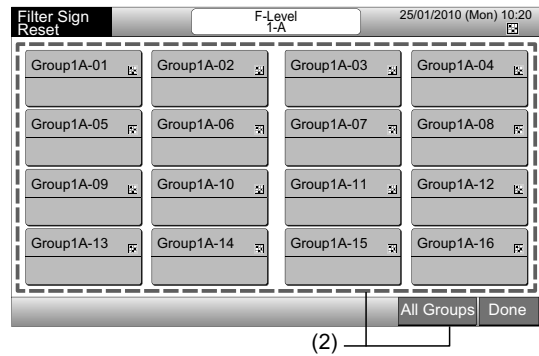 Filter Sign
Reset
F-Level
1-A
25/01/2010 (Mon) 10:20
Group1A-01 Group1A-02 Group1A-03 Group1A-04
Group1A-05 Group1A-06 Group1A-07 Group1A-08
Group1A-09 Group1A-10 Group1A-11 Group1A-12
Group1A-13 Group1A-14 Group1A-15 Group1A-16
All Groups Done
(2)